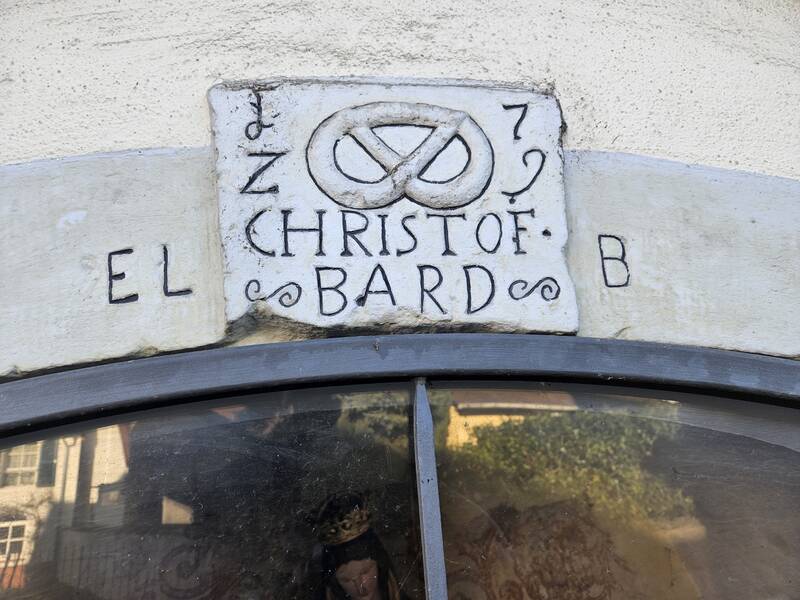 1 7
Z 9
CHRISTOF.
EL BARD B